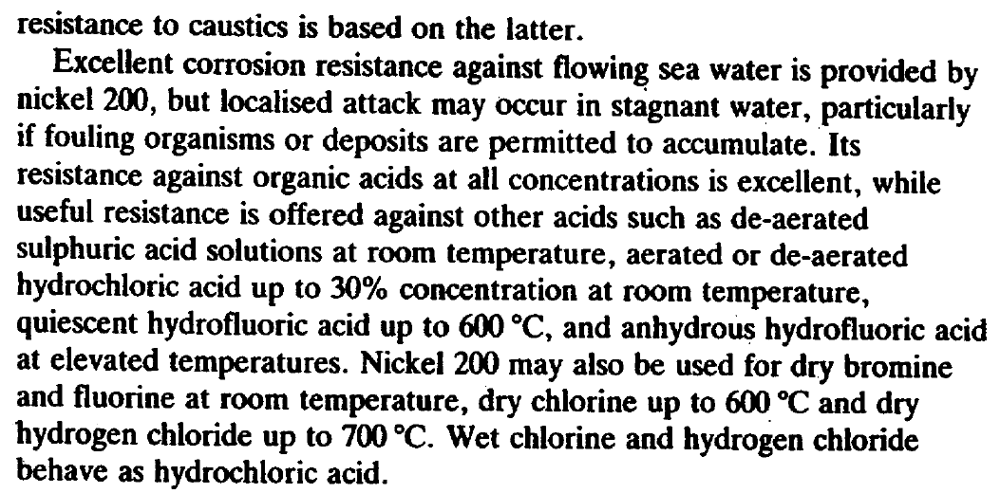 resistance to caustics is based on the latter.
Excellent corrosion resistance against flowing sea water is provided by
nickel 200, but localised attack may occur in stagnant water, particularly
if fouling organisms or deposits are permitted to accumulate. Its
resistance against organic acids at all concentrations is excellent, while
useful resistance is offered against other acids such as de-aerated
sulphuric acid solutions at room temperature, aerated or de-aerated
hydrochloric acid up to 30% concentration at room temperature,
quiescent hydrofluoric acid up to 600 °C, and anhydrous hydrofluoric acid
at elevated temperatures. Nickel 200 may also be used for dry bromine
and fluorine at room temperature, dry chlorine up to 600 °C and dry
hydrogen chloride up to 700 °C. Wet chlorine and hydrogen chloride
behave as hydrochloric acid.